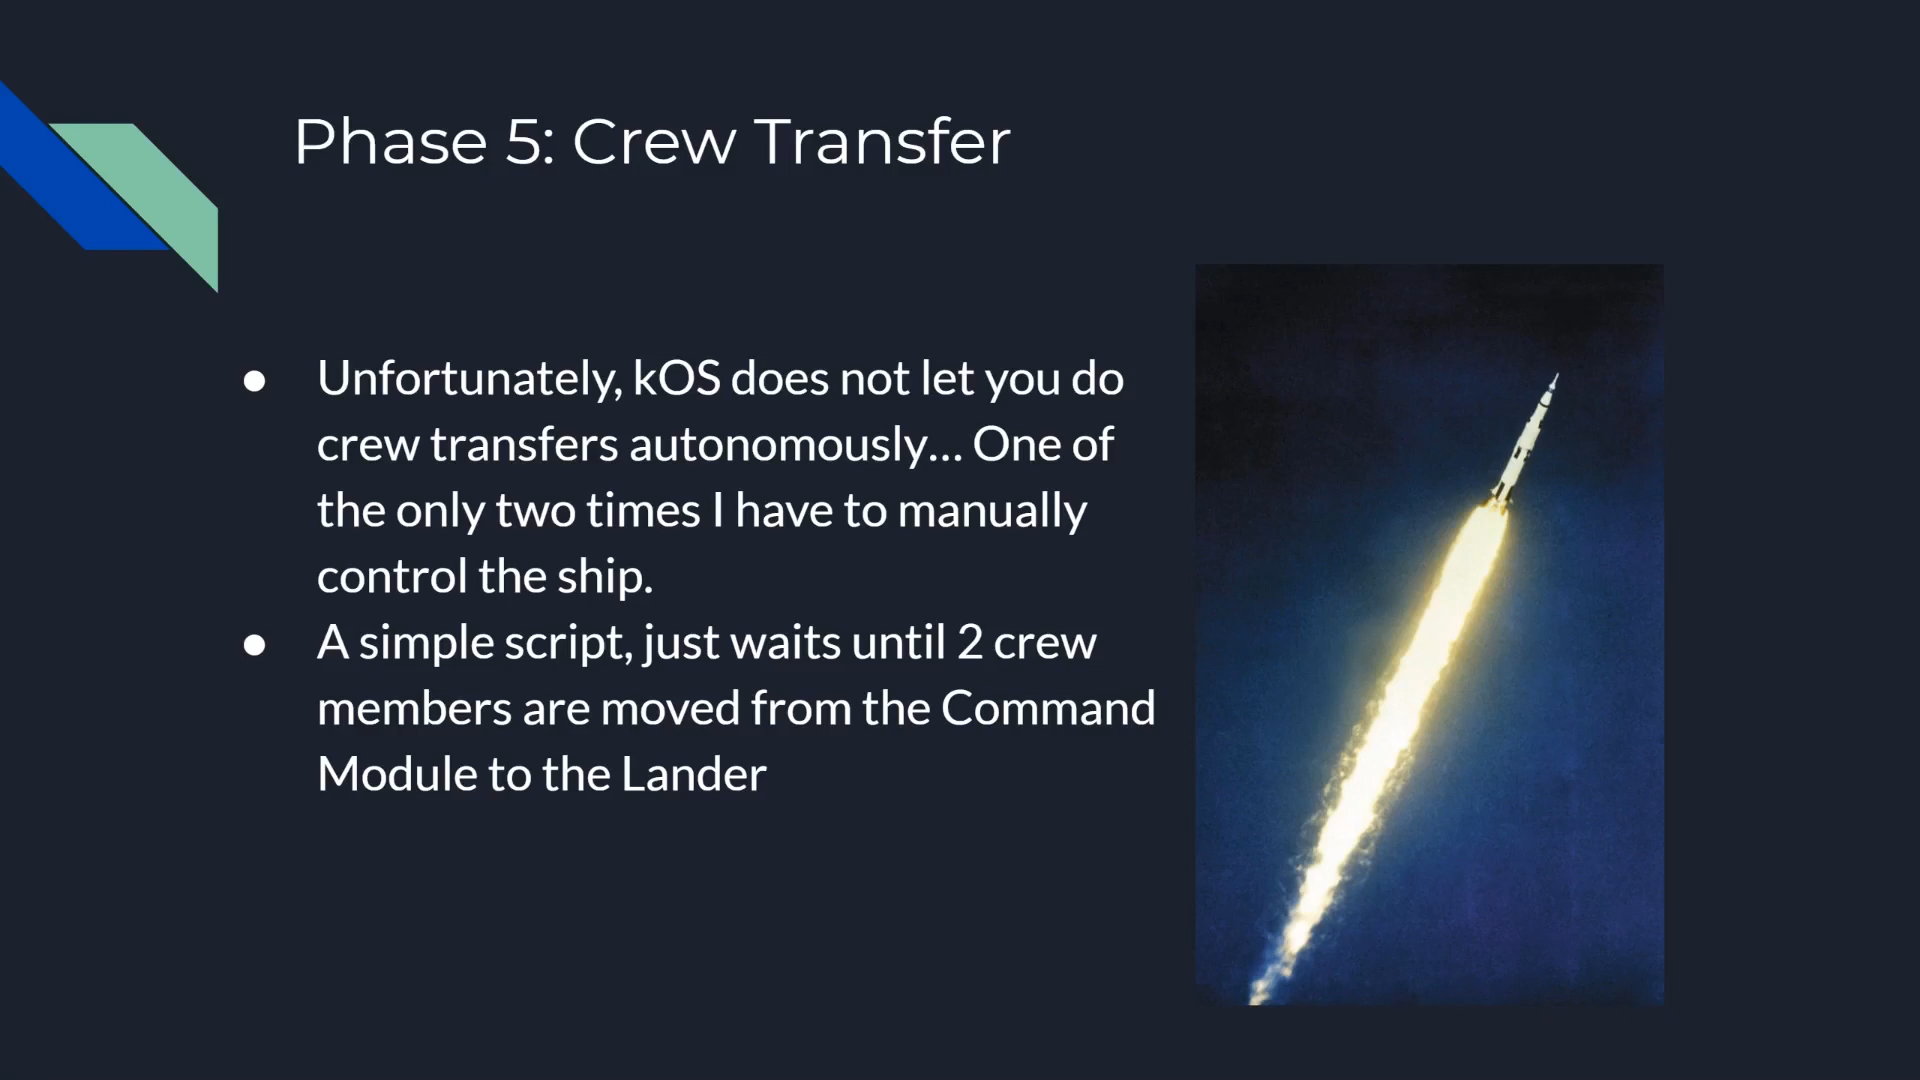 Phase 5: Crew Transfer
● Unfortunately, kOS does not let you do
crew transfers autonomously... One of
the only two times I have to manually
control the ship.
● A simple script, just waits until 2 crew
members are moved from the Command
Module to the Lander